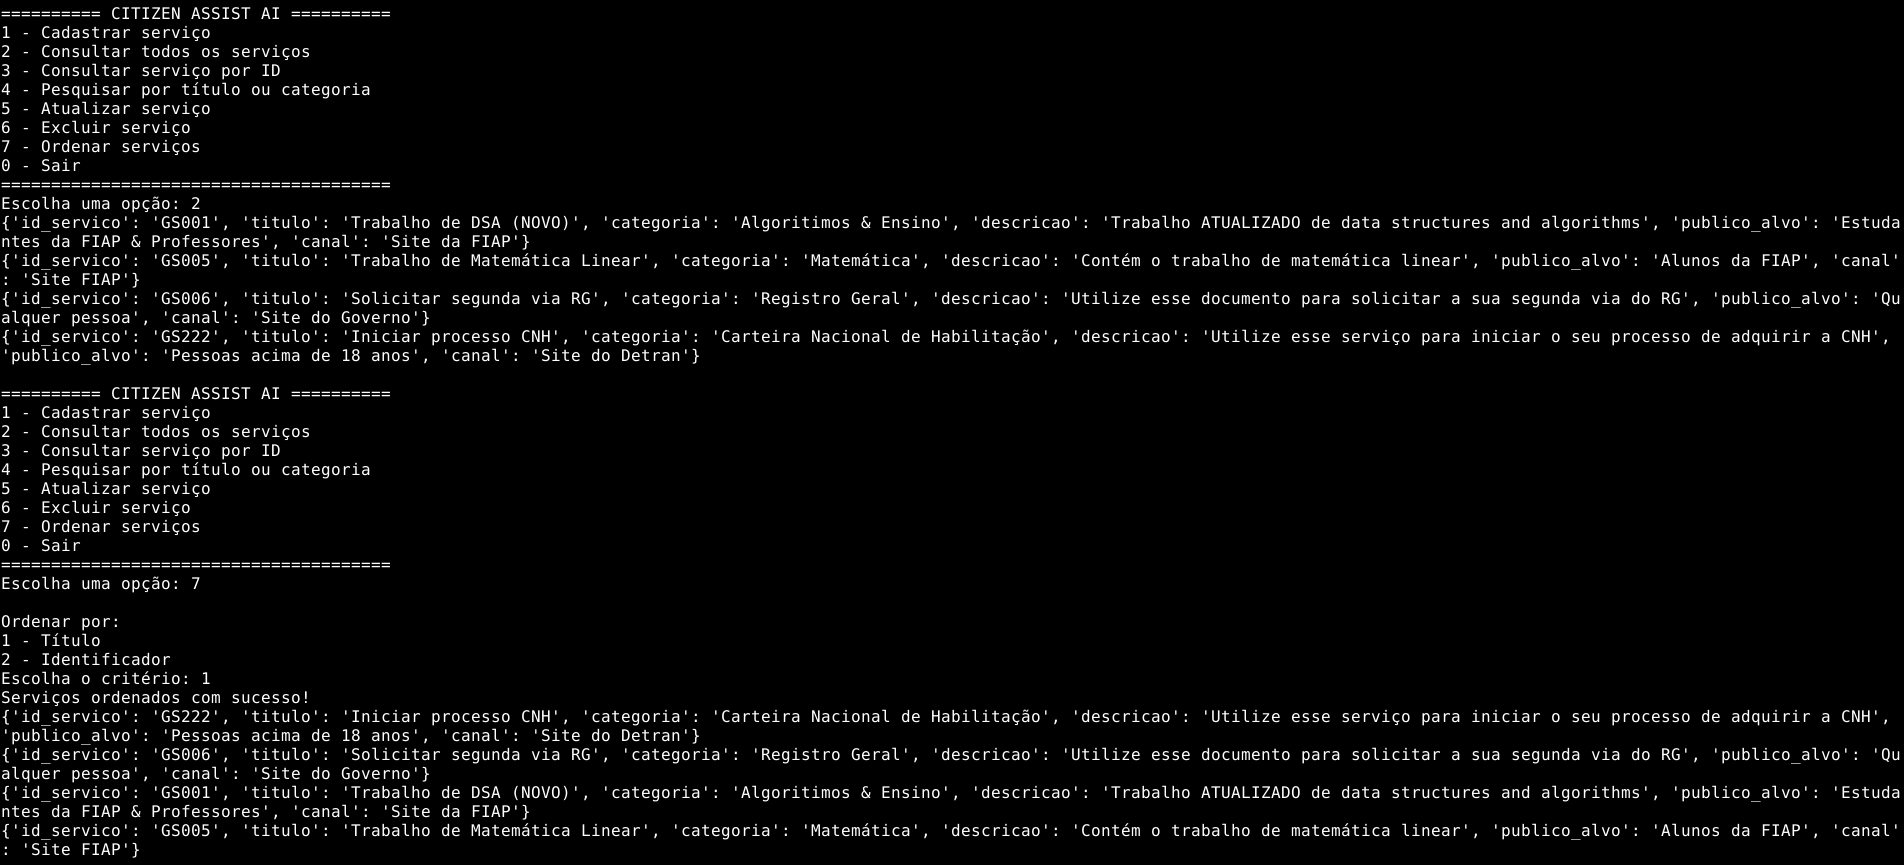 ========== CITIZEN ASSIST AI ==========
1 - Cadastrar serviço
2 - Consultar todos os serviços
3 - Consultar serviço por ID
4 - Pesquisar por título ou categoria
5 - Atualizar serviço
6 - Excluir serviço
7 - Ordenar serviços
0 - Sair
=======================================
Escolha uma opção: 2
{'id_servico': 'GS001', 'titulo': 'Trabalho de DSA (NOVO)', 'categoria': 'Algoritimos & Ensino', 'descricao': 'Trabalho ATUALIZADO de data structures and algorithms', 'publico_alvo': 'Estuda
ntes da FIAP & Professores', 'canal': 'Site da FIAP'}
{'id_servico': 'GS005', 'titulo': 'Trabalho de Matemática Linear', 'categoria': 'Matemática', 'descricao': 'Contém o trabalho de matemática linear', 'publico_alvo': 'Alunos da FIAP', 'canal'
: 'Site FIAP'}
{'id_servico': 'GS006', 'titulo': 'Solicitar segunda via RG', 'categoria': 'Registro Geral', 'descricao': 'Utilize esse documento para solicitar a sua segunda via do RG', 'publico_alvo': 'Qu
alquer pessoa', 'canal': 'Site do Governo'}
{'id_servico': 'GS222', 'titulo': 'Iniciar processo CNH', 'categoria': 'Carteira Nacional de Habilitação', 'descricao': 'Utilize esse serviço para iniciar o seu processo de adquirir a CNH',
'publico_alvo': 'Pessoas acima de 18 anos', 'canal': 'Site do Detran'}

========== CITIZEN ASSIST AI ==========
1 - Cadastrar serviço
2 - Consultar todos os serviços
3 - Consultar serviço por ID
4 - Pesquisar por título ou categoria
5 - Atualizar serviço
6 - Excluir serviço
7 - Ordenar serviços
0 - Sair
=======================================
Escolha uma opção: 7

Ordenar por:
1 - Título
2 - Identificador
Escolha o critério: 1
Serviços ordenados com sucesso!
{'id_servico': 'GS222', 'titulo': 'Iniciar processo CNH', 'categoria': 'Carteira Nacional de Habilitação', 'descricao': 'Utilize esse serviço para iniciar o seu processo de adquirir a CNH',
'publico_alvo': 'Pessoas acima de 18 anos', 'canal': 'Site do Detran'}
{'id_servico': 'GS006', 'titulo': 'Solicitar segunda via RG', 'categoria': 'Registro Geral', 'descricao': 'Utilize esse documento para solicitar a sua segunda via do RG', 'publico_alvo': 'Qu
alquer pessoa', 'canal': 'Site do Governo'}
{'id_servico': 'GS001', 'titulo': 'Trabalho de DSA (NOVO)', 'categoria': 'Algoritimos & Ensino', 'descricao': 'Trabalho ATUALIZADO de data structures and algorithms', 'publico_alvo': 'Estuda
ntes da FIAP & Professores', 'canal': 'Site da FIAP'}
{'id_servico': 'GS005', 'titulo': 'Trabalho de Matemática Linear', 'categoria': 'Matemática', 'descricao': 'Contém o trabalho de matemática linear', 'publico_alvo': 'Alunos da FIAP', 'canal'
: 'Site FIAP'}